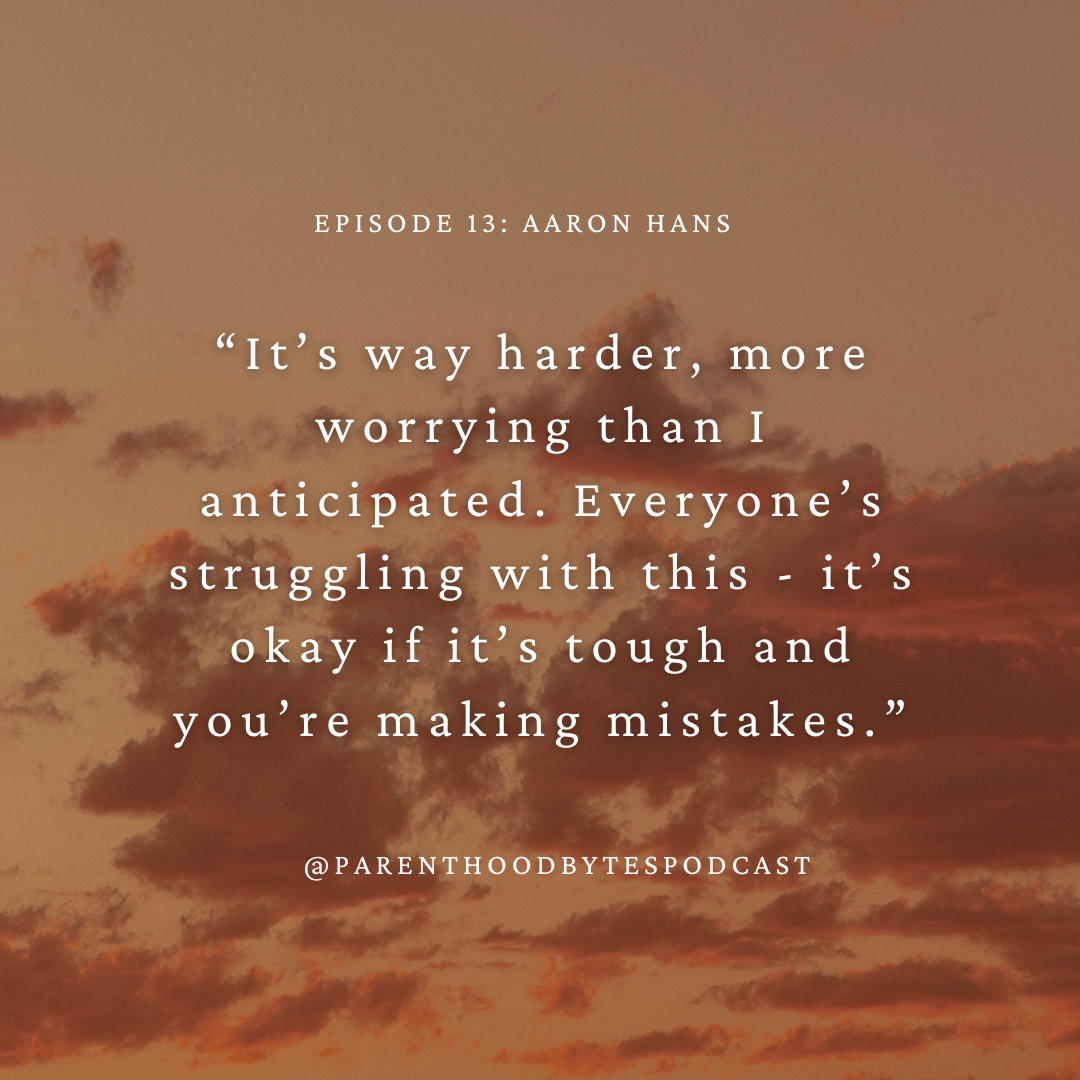 EPISODE 13: AARON HANS
“It’s way harder, more
worrying than I
anticipated. Everyone’s
struggling with this - it’s
okay if it’s tough and
you’re making mistakes.”
@PARENTHOODBYTESPODCAST